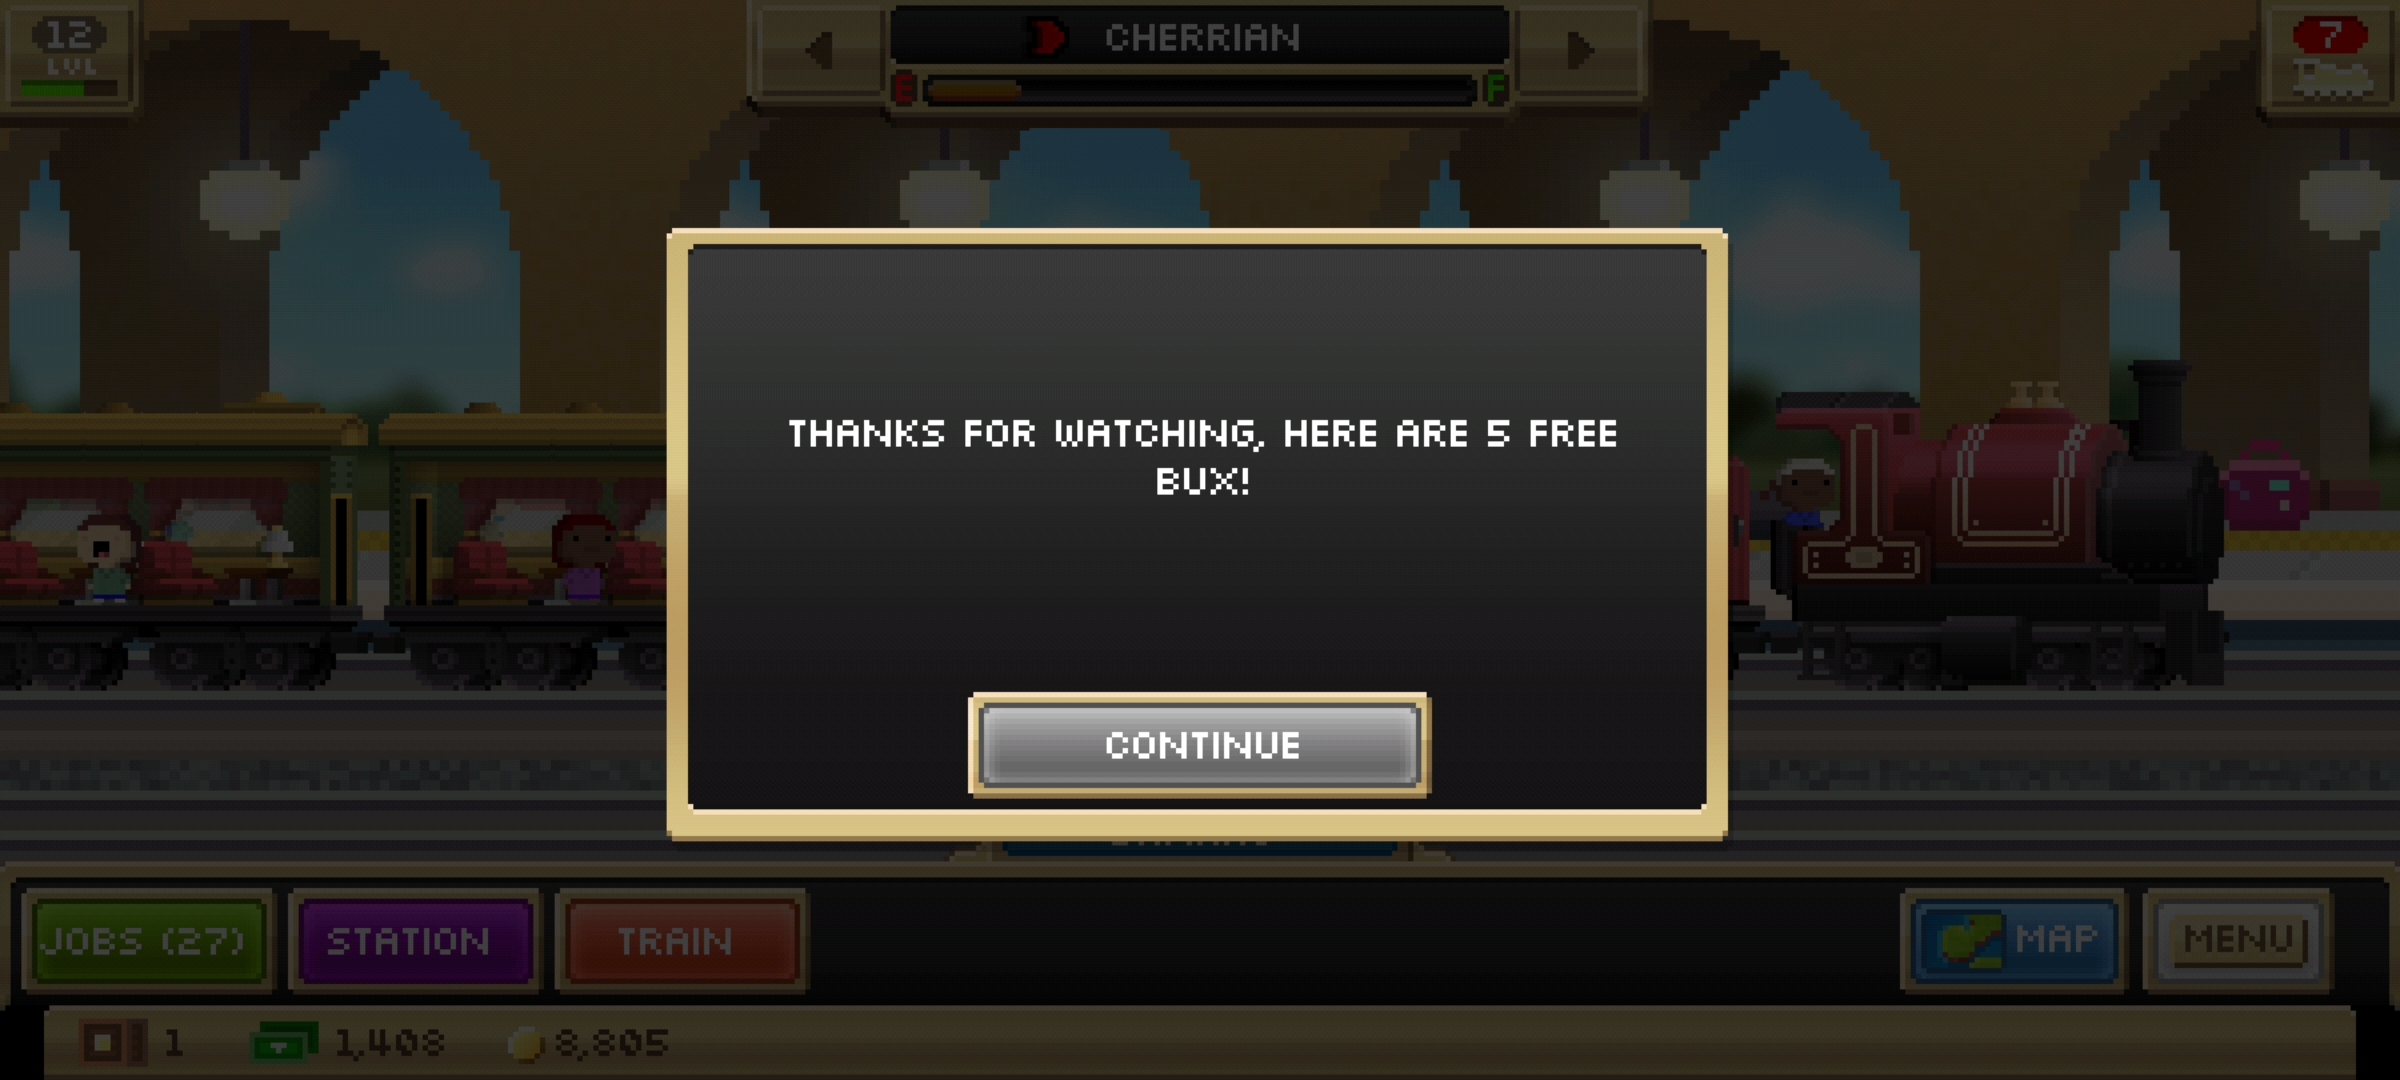 12
LVL
CHERRIAN
E
F
7
THANKS FOR WATCHING, HERE ARE 5 FREE
BUX!
CONTINUE
JOBS (27)
STATION
TRAIN
MAP
MENU
1
1,408
8,805